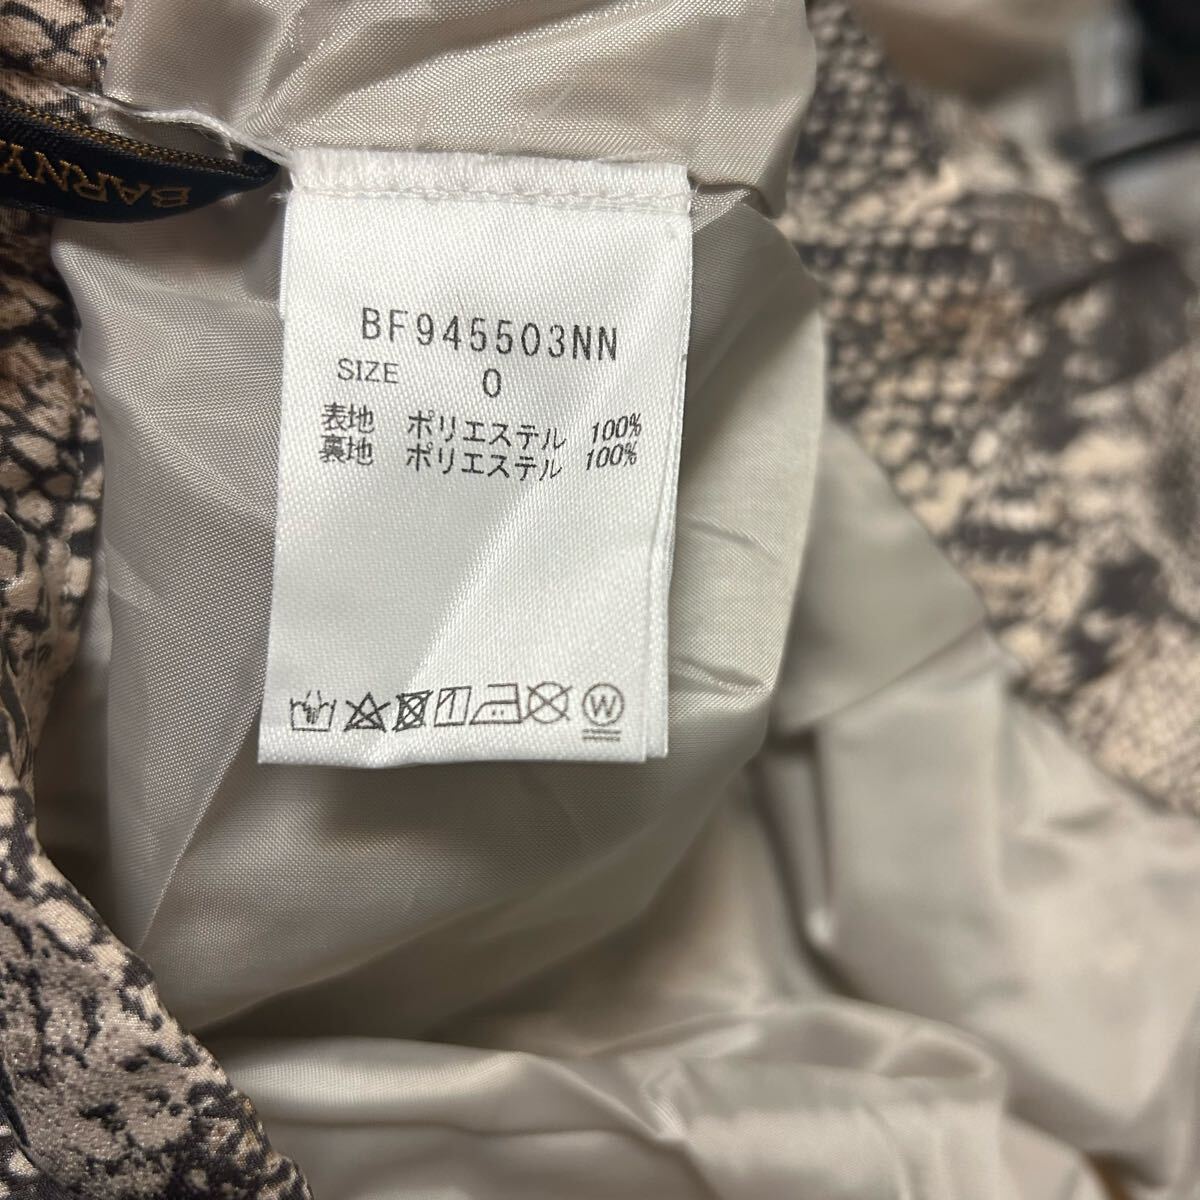 BARNY
BF945503NN
SIZE 0
表地 ポリエステル 100%
裏地 ポリエステル 100%
W